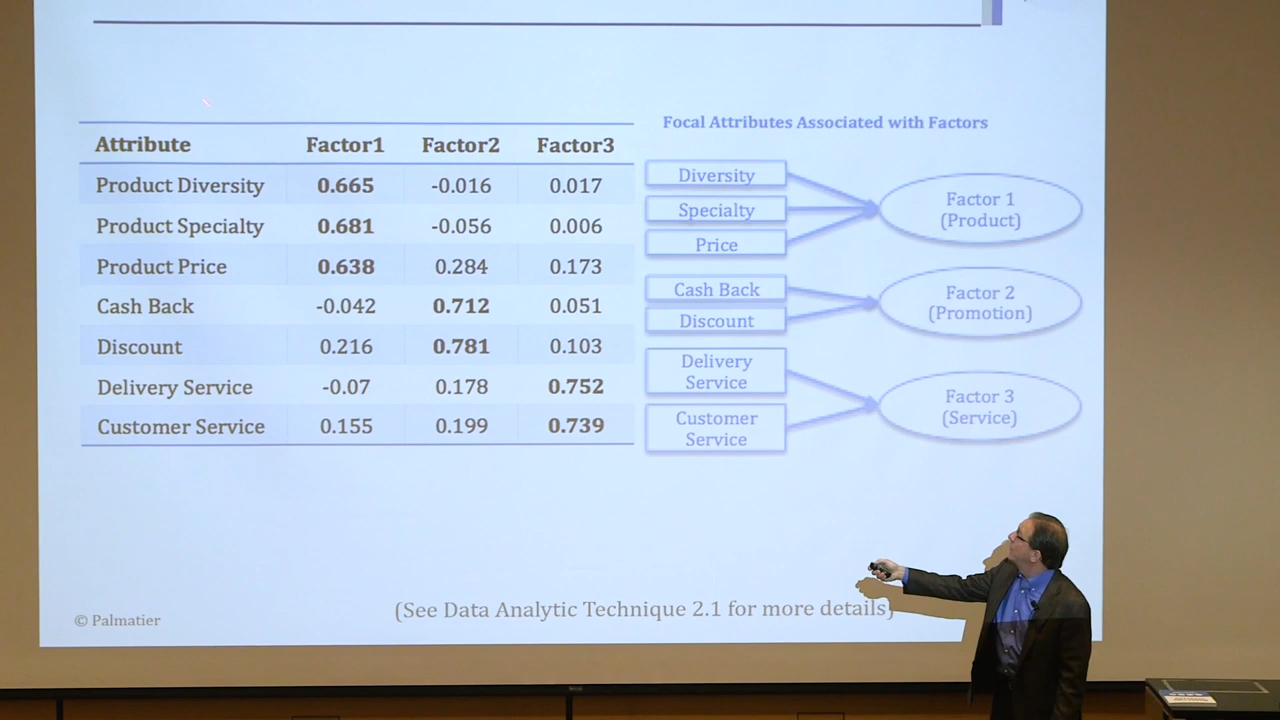 Attribute Factor1 Factor2 Factor3
Product Diversity 0.665 -0.016 0.017
Product Specialty 0.681 -0.056 0.006
Product Price 0.638 0.284 0.173
Cash Back -0.042 0.712 0.051
Discount 0.216 0.781 0.103
Delivery Service -0.07 0.178 0.752
Customer Service 0.155 0.199 0.739
Focal Attributes Associated with Factors
Diversity
Specialty
Price
Factor 1
(Product)
Cash Back
Discount
Factor 2
(Promotion)
Delivery
Service
Customer
Service
Factor 3
(Service)
(See Data Analytic Technique 2.1 for more details)
© Palmatier